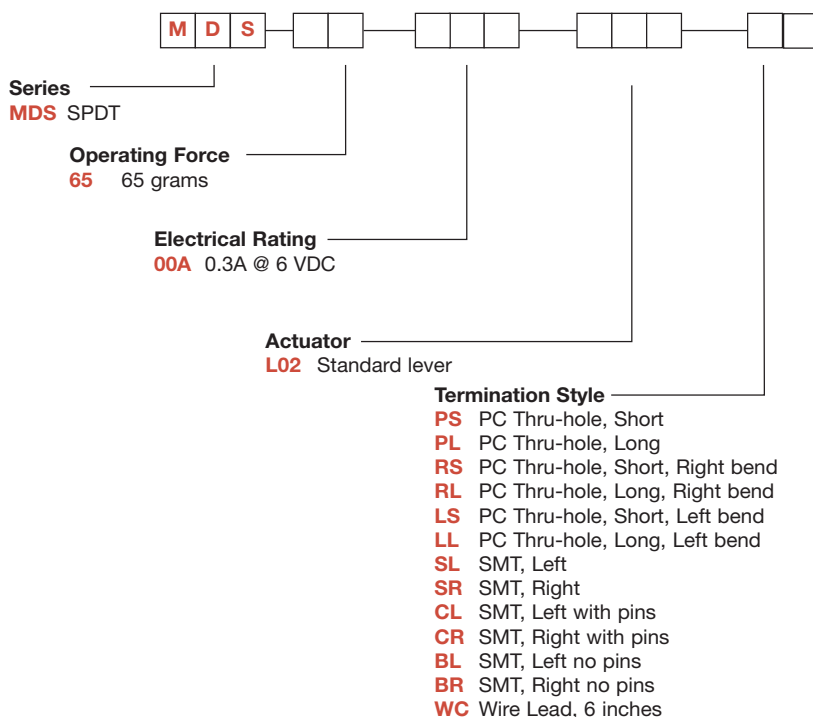 M D S
Series
MDS SPDT
Operating Force
65 65 grams
Electrical Rating
00A 0.3A @ 6 VDC
Actuator
L02 Standard lever
Termination Style
PS PC Thru-hole, Short
PL PC Thru-hole, Long
RS PC Thru-hole, Short, Right bend
RL PC Thru-hole, Long, Right bend
LS PC Thru-hole, Short, Left bend
LL PC Thru-hole, Long, Left bend
SL SMT, Left
SR SMT, Right
CL SMT, Left with pins
CR SMT, Right with pins
BL SMT, Left no pins
BR SMT, Right no pins
WC Wire Lead, 6 inches